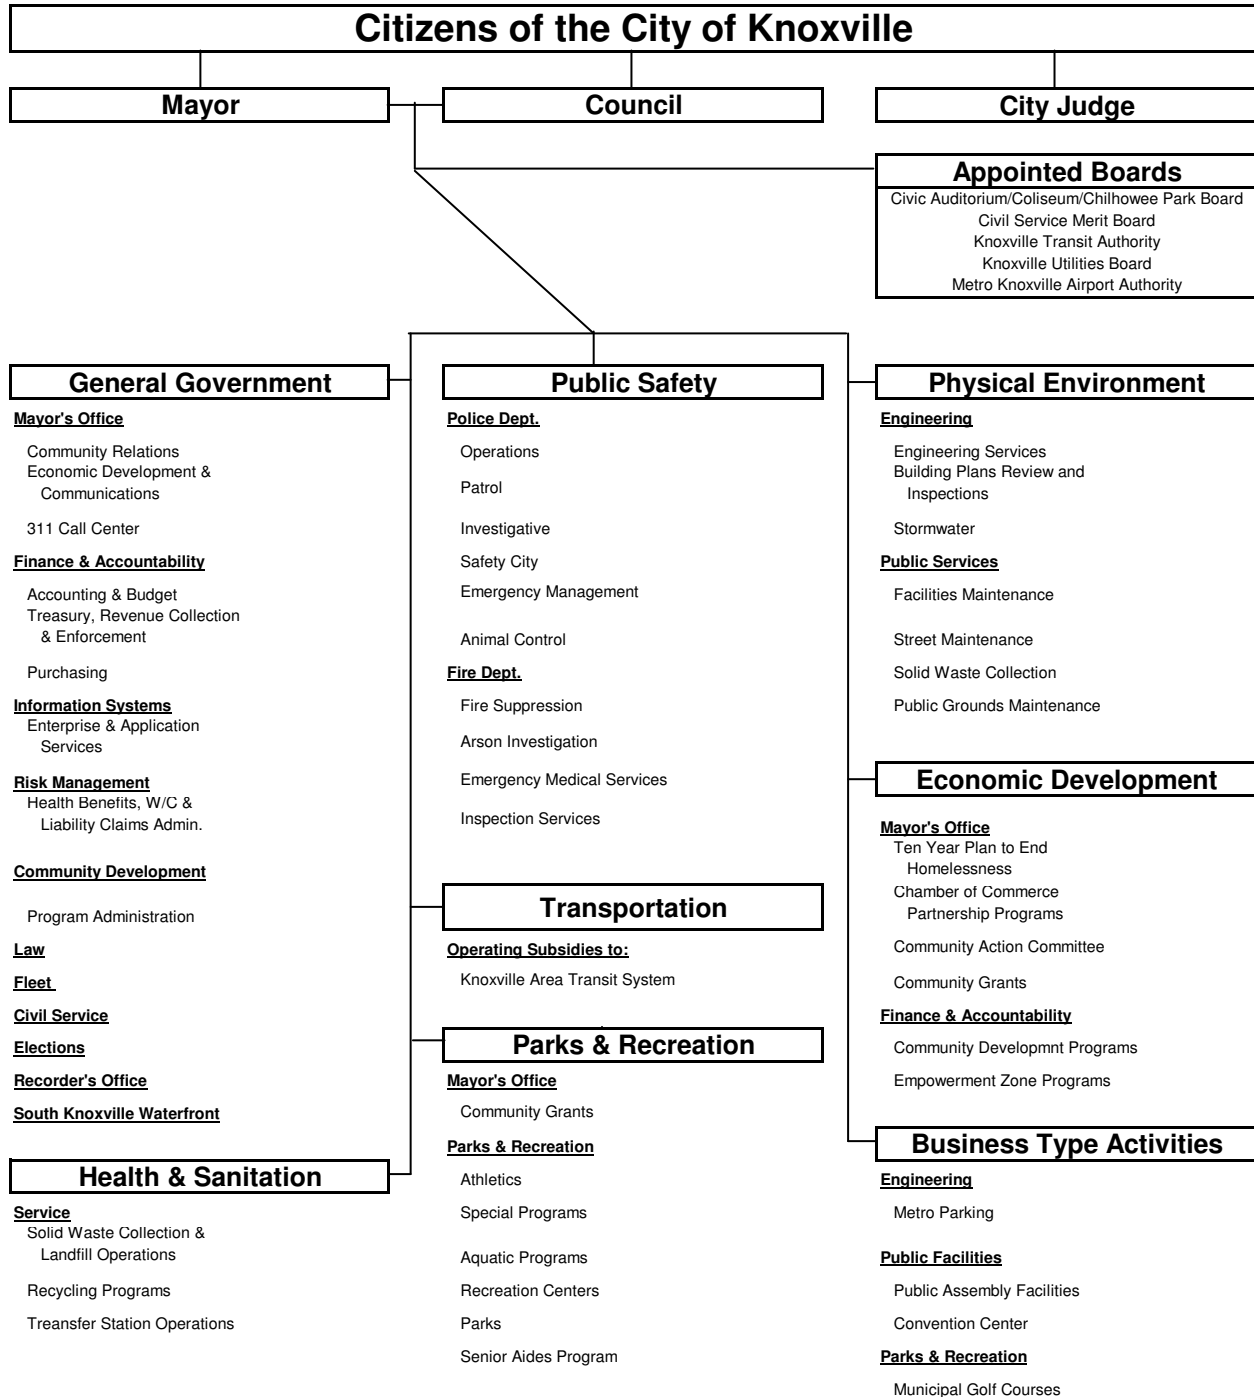 Citizens of the City of Knoxville
Mayor
Council
City Judge
Appointed Boards
Civic Auditorium/Coliseum/Chilhowee Park Board
Civil Service Merit Board
Knoxville Transit Authority
Knoxville Utilities Board
Metro Knoxville Airport Authority
General Government
Mayor's Office
Community Relations
Economic Development &
Communications
311 Call Center
Finance & Accountability
Accounting & Budget
Treasury, Revenue Collection
& Enforcement
Purchasing
Information Systems
Enterprise & Application
Services
Risk Management
Health Benefits, W/C &
Liability Claims Admin.
Community Development
Program Administration
Law
Fleet
Civil Service
Elections
Recorder's Office
South Knoxville Waterfront
Health & Sanitation
Service
Solid Waste Collection &
Landfill Operations
Recycling Programs
Treansfer Station Operations
Public Safety
Police Dept.
Operations
Patrol
Investigative
Safety City
Emergency Management
Animal Control
Fire Dept.
Fire Suppression
Arson Investigation
Emergency Medical Services
Inspection Services
Transportation
Operating Subsidies to:
Knoxville Area Transit System
Parks & Recreation
Mayor's Office
Community Grants
Parks & Recreation
Athletics
Special Programs
Aquatic Programs
Recreation Centers
Parks
Senior Aides Program
Physical Environment
Engineering
Engineering Services
Building Plans Review and
Inspections
Stormwater
Public Services
Facilities Maintenance
Street Maintenance
Solid Waste Collection
Public Grounds Maintenance
Economic Development
Mayor's Office
Ten Year Plan to End
Homelessness
Chamber of Commerce
Partnership Programs
Community Action Committee
Community Grants
Finance & Accountability
Community Developmnt Programs
Empowerment Zone Programs
Business Type Activities
Engineering
Metro Parking
Public Facilities
Public Assembly Facilities
Convention Center
Parks & Recreation
Municipal Golf Courses